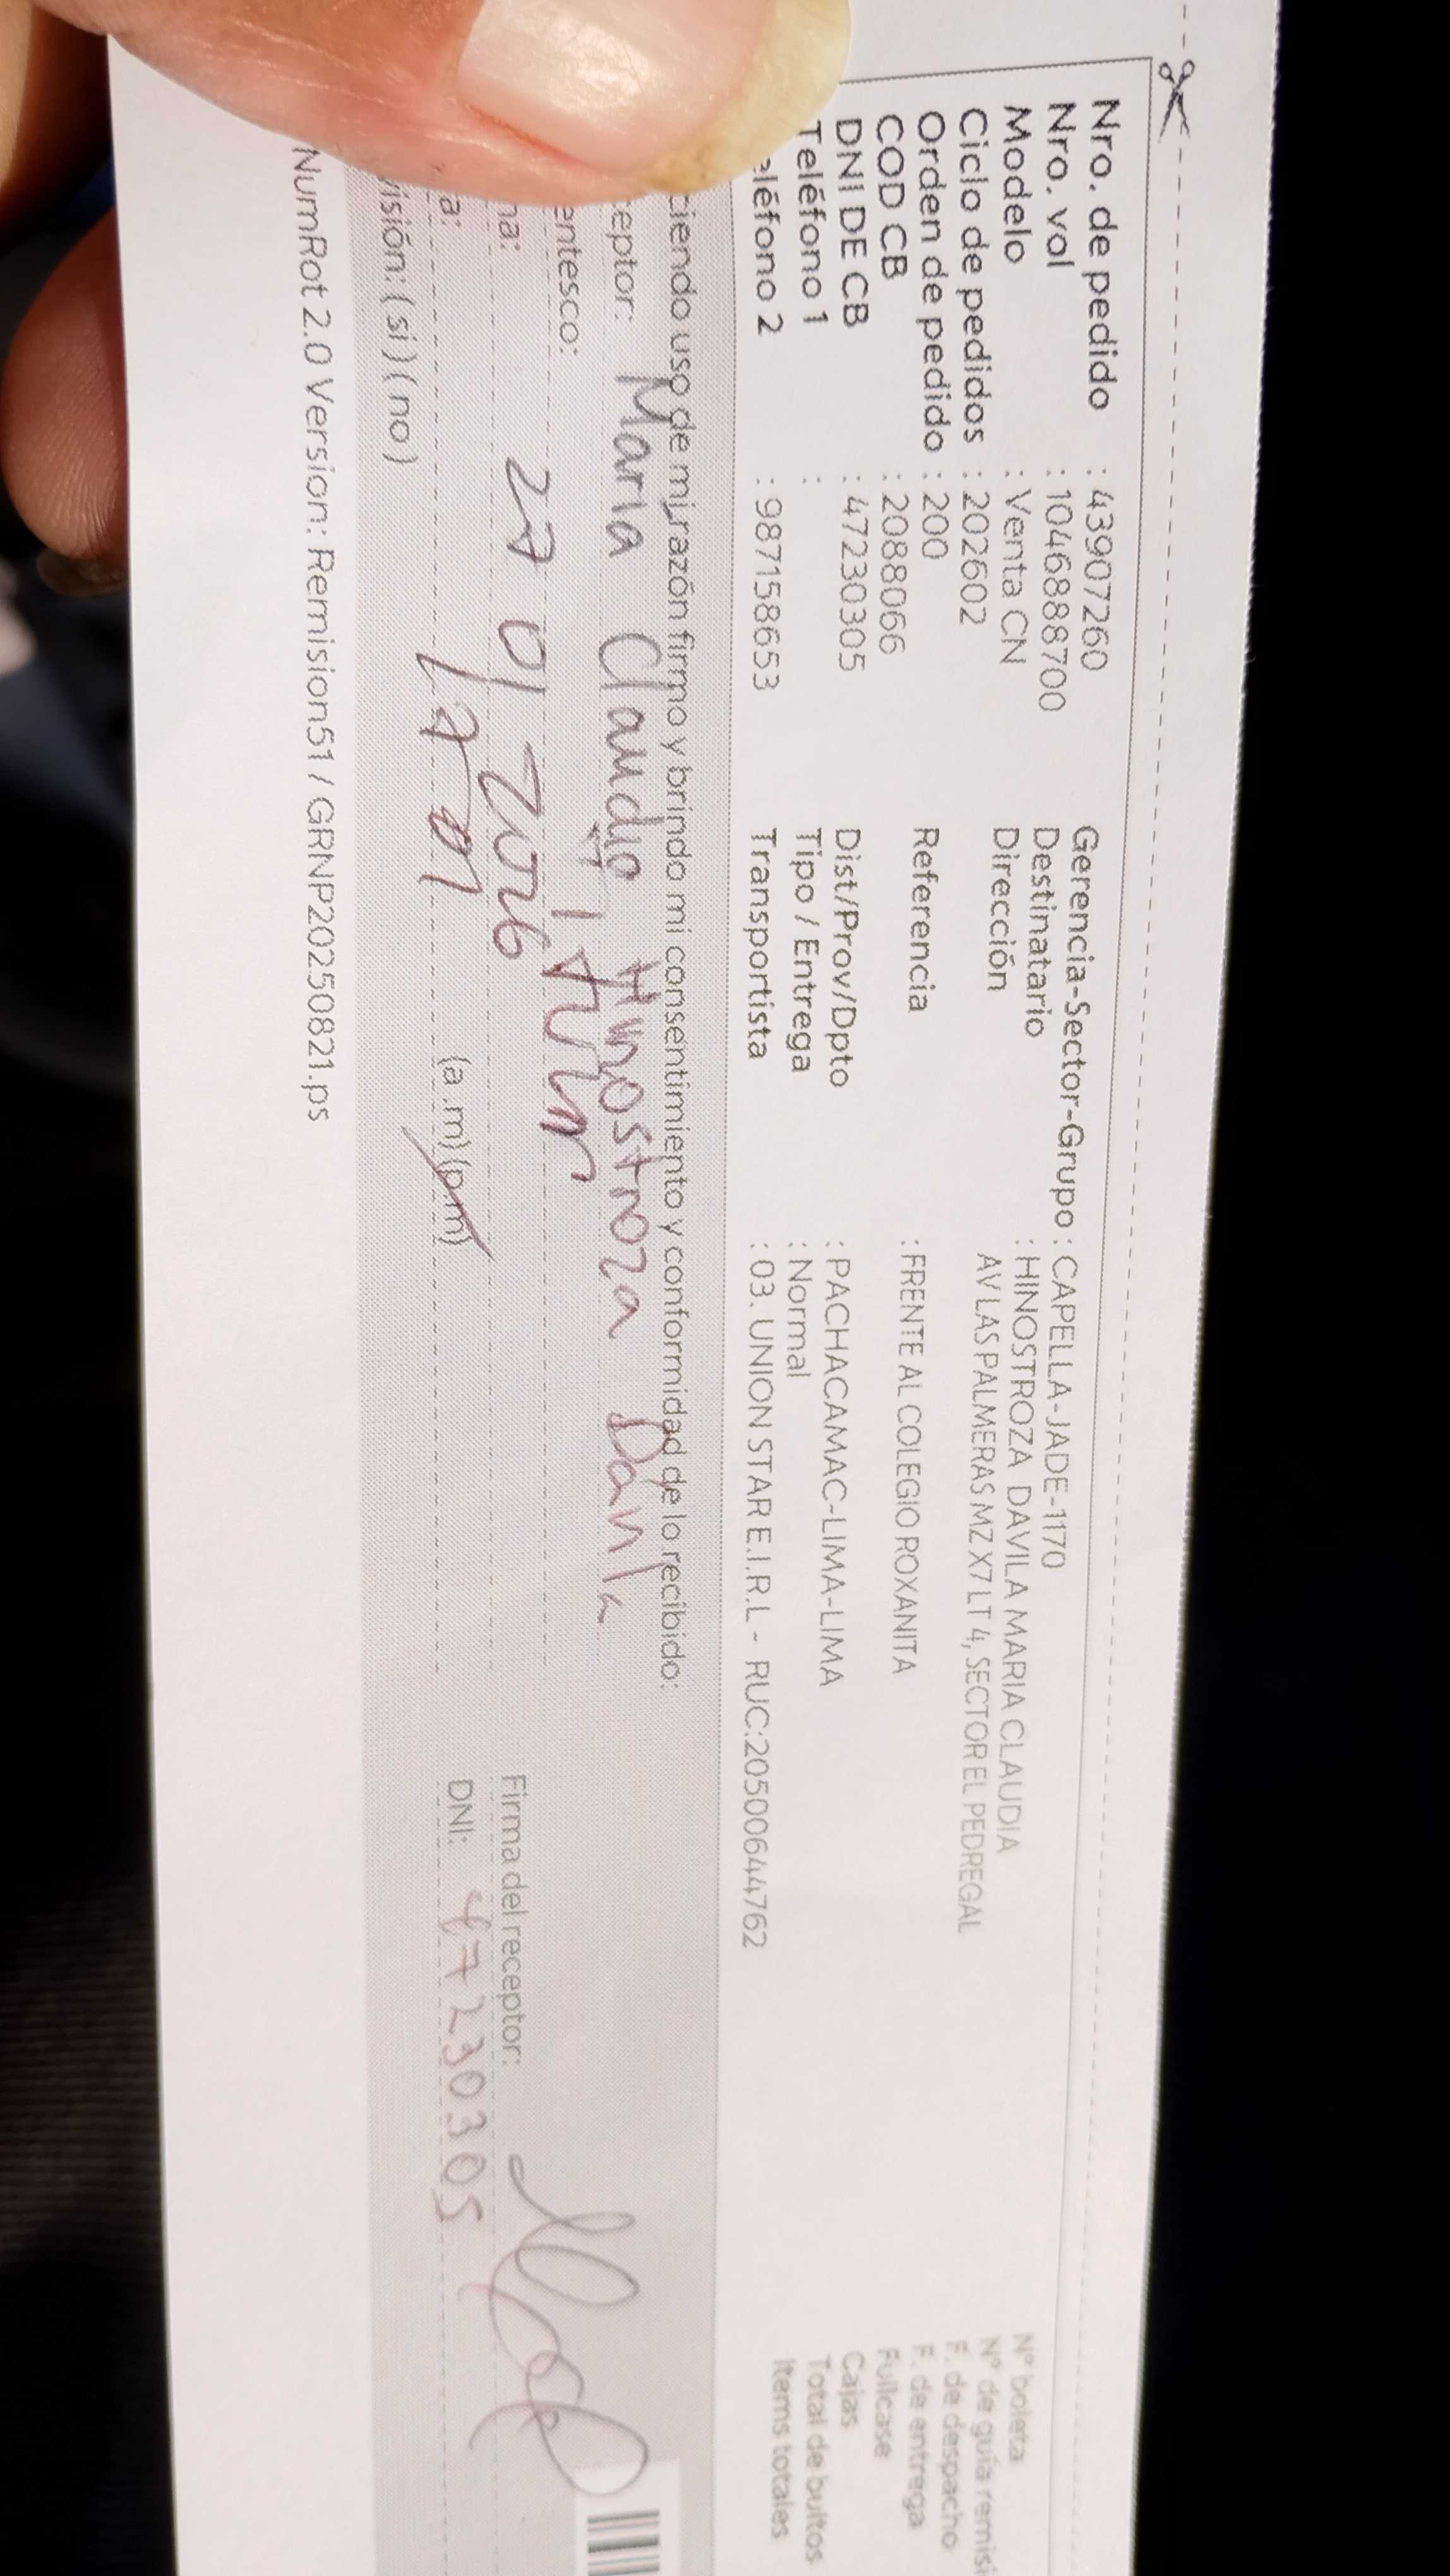 Nro. de pedido : 43907260
Nro. vol : 1046888700
Modelo : Venta CN
Ciclo de pedidos : 202602
Orden de pedido : 200
COD CB : 2088066
DNI DE CB : 47230305
Teléfono 1 :
eléfono 2 : 987158653
Gerencia-Sector-Grupo : CAPELLA-JADE-1170
Destinatario : HINOSTROZA DAVILA MARIA CLAUDIA
Dirección AV LAS PALMERAS MZ X7 LT 4, SECTOR EL PEDREGAL
Referencia : FRENTE AL COLEGIO ROXANITA
Dist/Prov/Dpto : PACHACAMAC-LIMA-LIMA
Tipo / Entrega : Normal
Transportista : 03. UNION STAR E.I.R.L - RUC:20500644762
N° boleta
N° de guía remisi
F. de despacho
F. de entrega
Fullcase
Cajas
Total de bultos
Items totales
ciendo uso de mi razón firmo y brindo mi consentimiento y conformidad de lo recibido:
eptor: Maria Claudia Hinostroza Davila
entesco:
na: 27 01 2026
Firma del receptor:
a: (a.m)(p.m)
DNI: 47230305
isión: ( si ) ( no )
NumRot 2.0 Version: Remision51 / GRNP20250821.ps